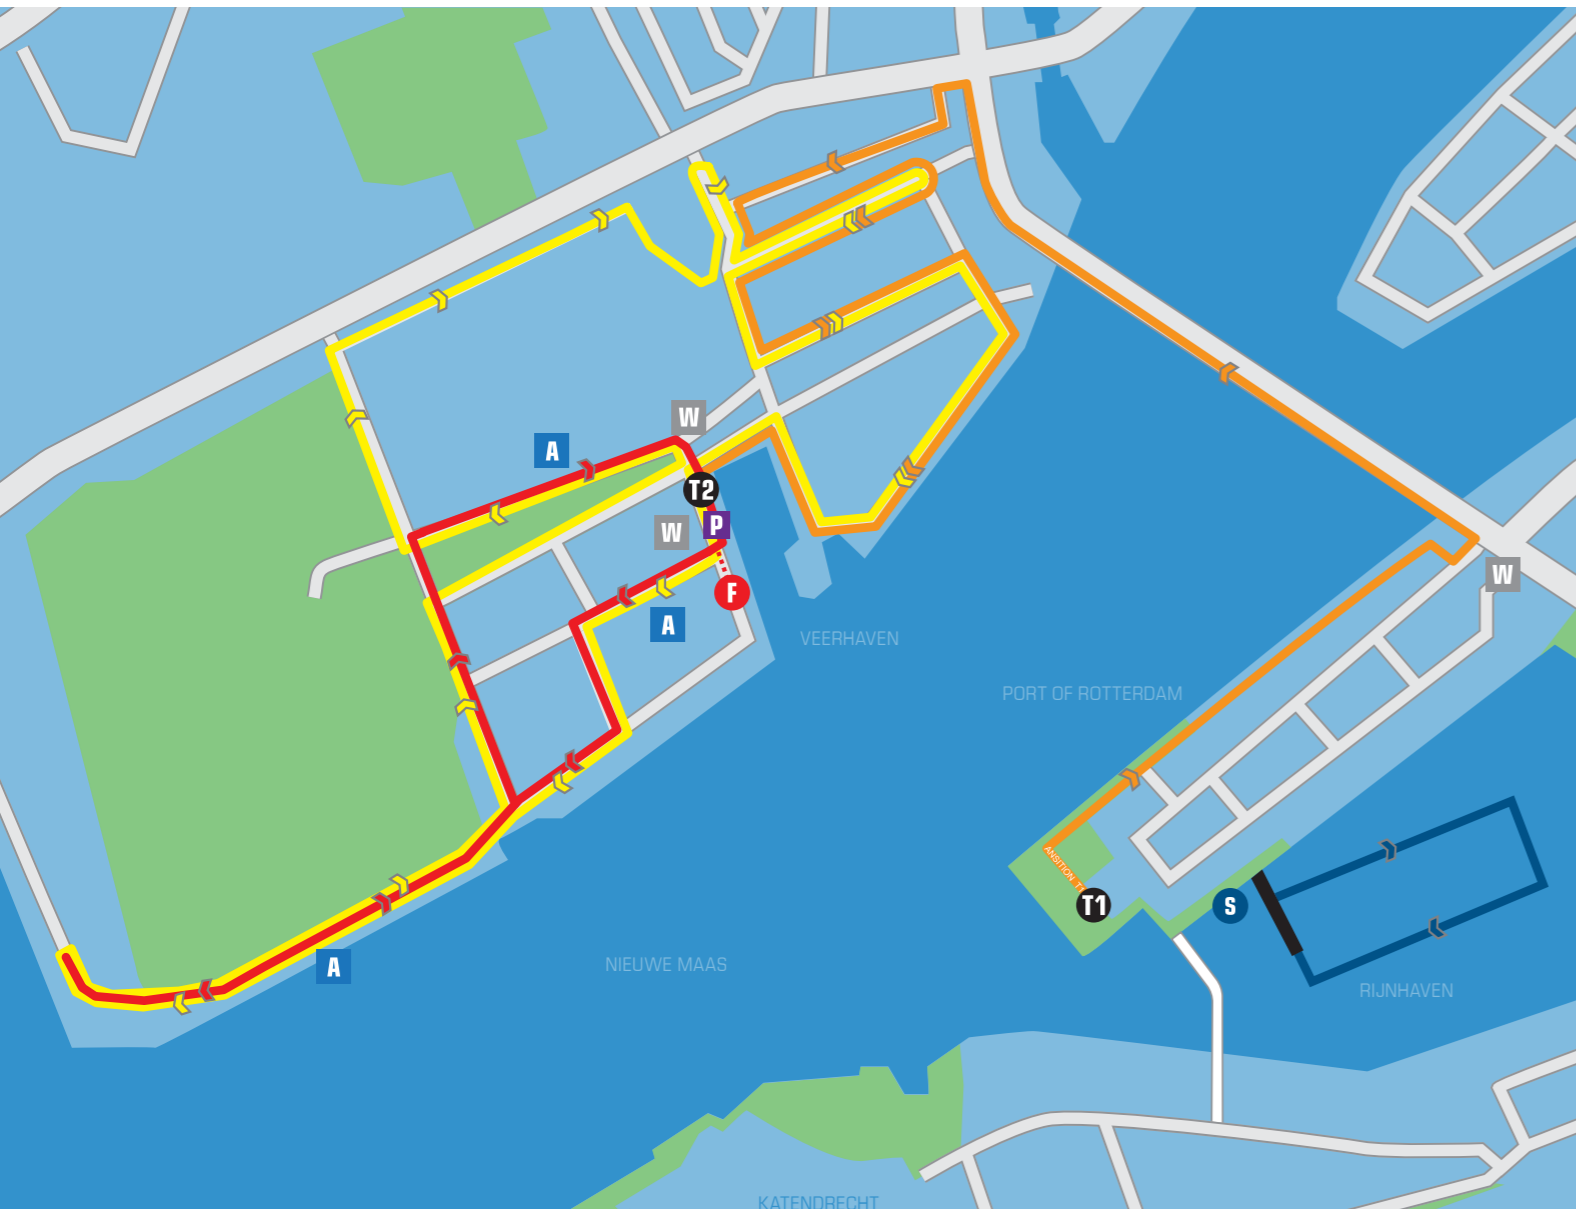 W
A
T2
P
W
F
A
W
VEERHAVEN
PORT OF ROTTERDAM
T1
S
A
NIEUWE MAAS
RIJNHAVEN
KATENDRECHT